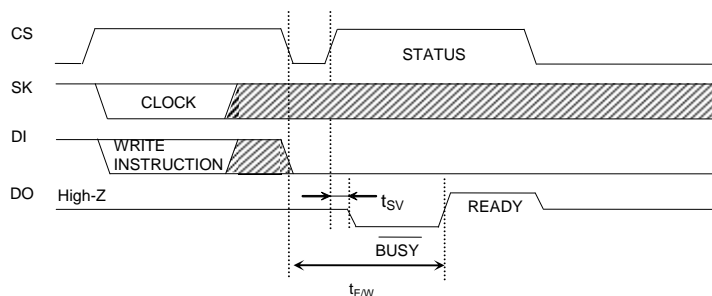 CS
STATUS
SK
CLOCK
DI
WRITE
INSTRUCTION
DO
High-Z
tSV
READY
BUSY
tE/W